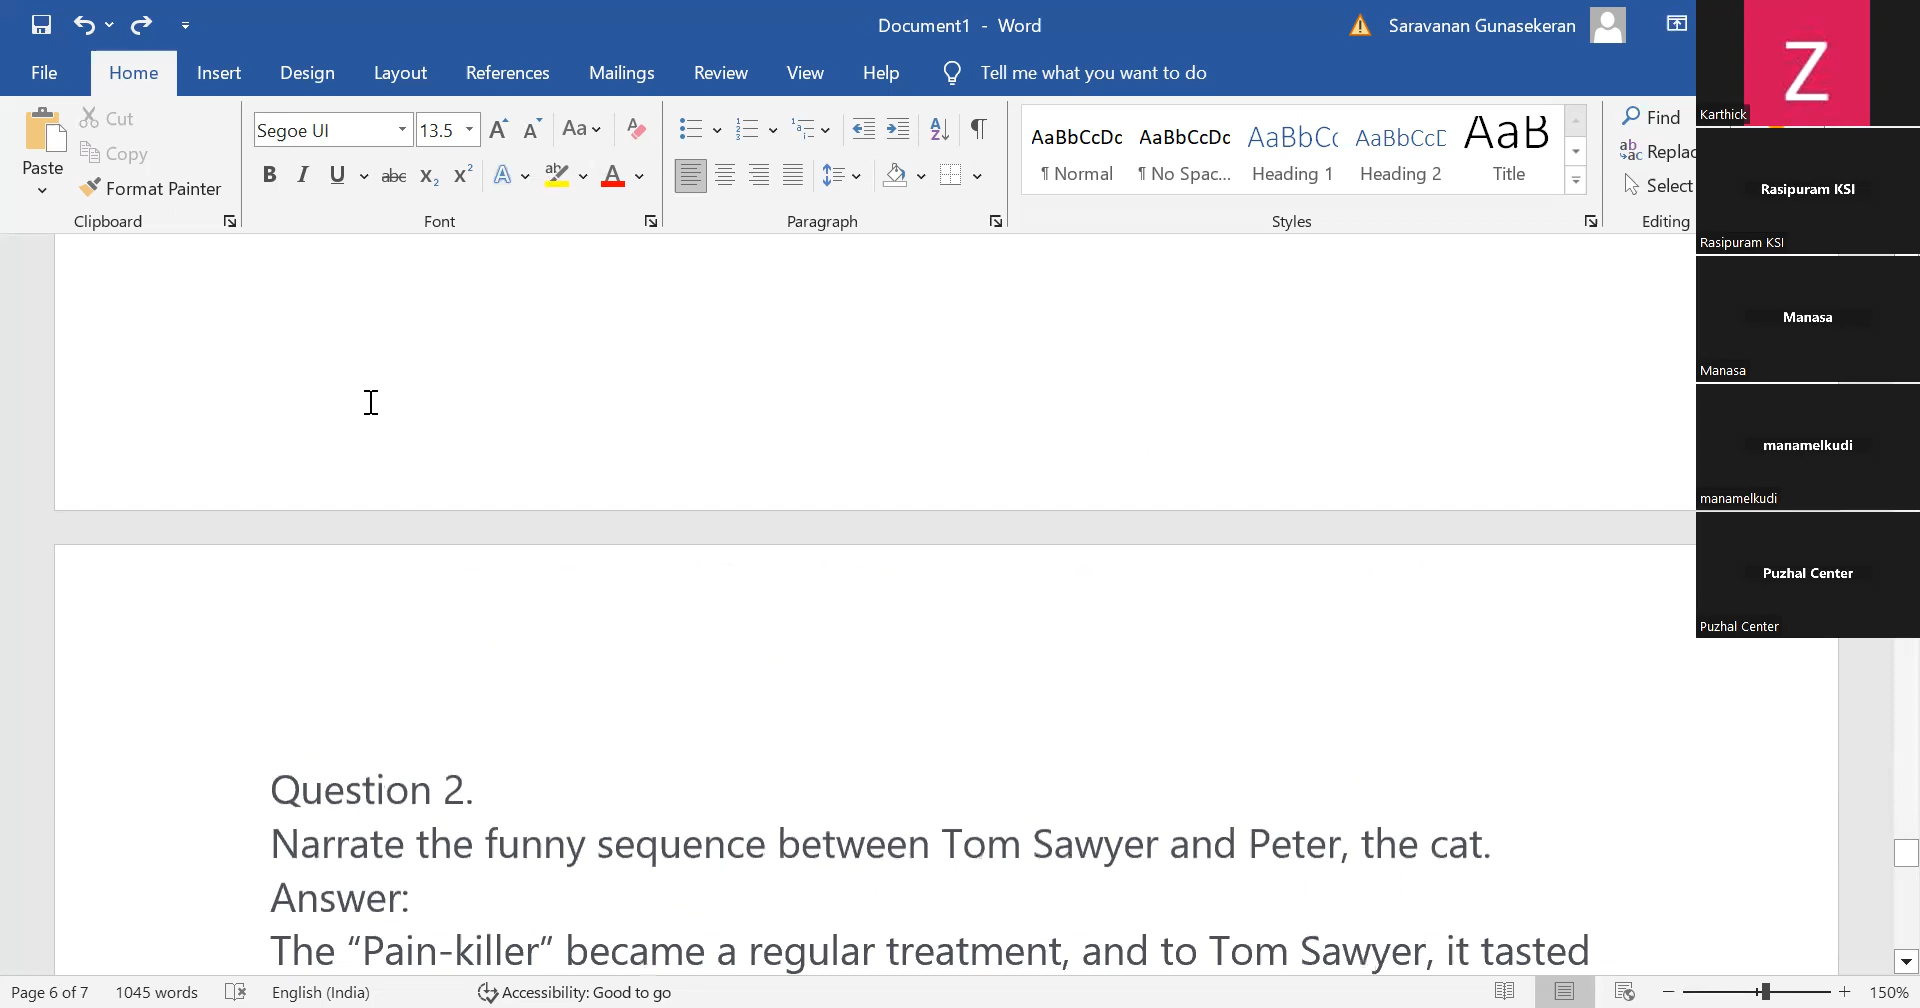 Document1 - Word
Saravanan Gunasekeran
File Home Insert Design Layout References Mailings Review View Help Tell me what you want to do
Paste
Cut
Copy
Format Painter
Clipboard
Segoe UI 13.5
Font
Paragraph
AaBbCcDc AaBbCcDc AaBbCc AaBbCcD AaB
¶ Normal ¶ No Spac... Heading 1 Heading 2 Title
Styles
Find
Replac
Select
Editing
Z
Karthick
Rasipuram KSI
Rasipuram KSI
Manasa
Manasa
manamelkudi
manamelkudi
Puzhal Center
Puzhal Center
Question 2.
Narrate the funny sequence between Tom Sawyer and Peter, the cat.
Answer:
The “Pain-killer” became a regular treatment, and to Tom Sawyer, it tasted
Page 6 of 7 1045 words English (India) Accessibility: Good to go 150%